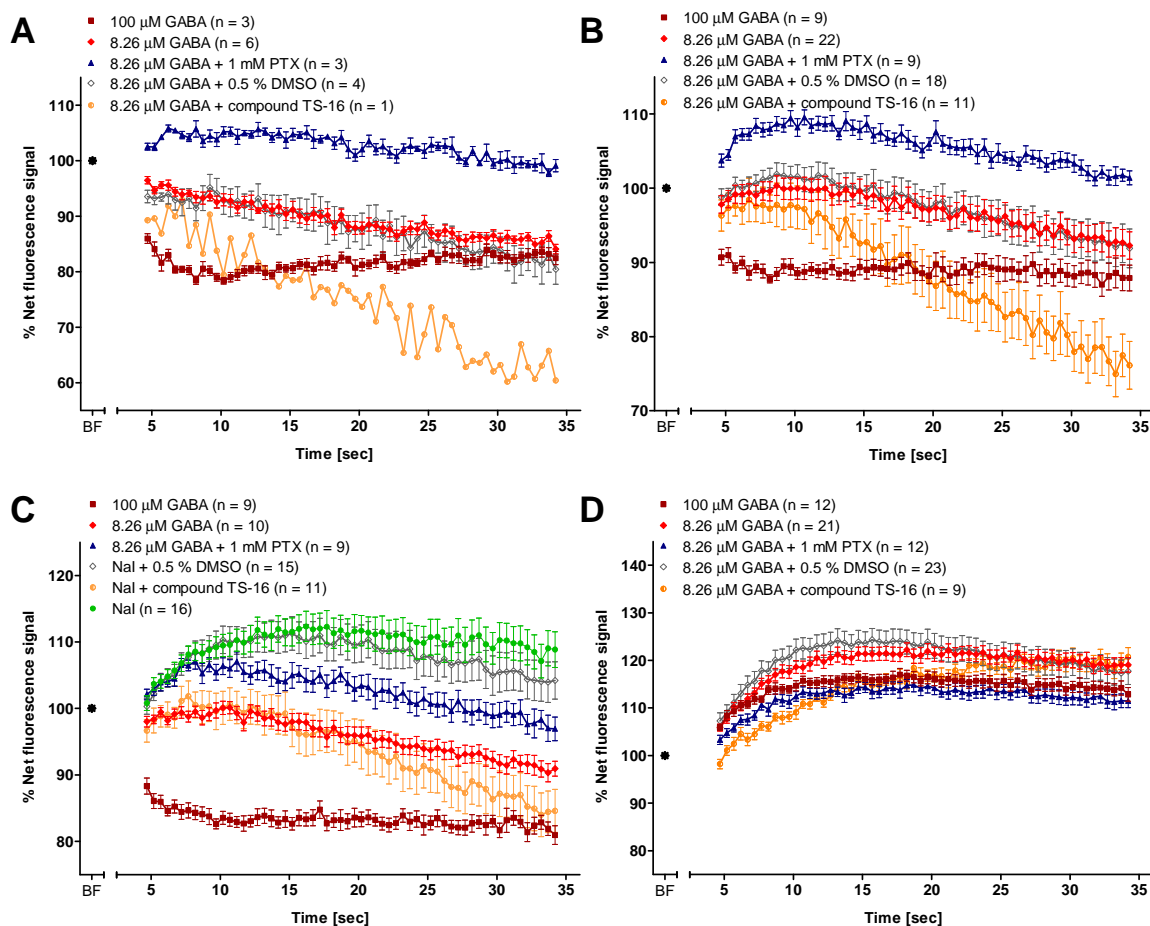 A
100 μM GABA (n = 3)
8.26 μM GABA (n = 6)
8.26 μM GABA + 1 mM PTX (n = 3)
8.26 μM GABA + 0.5 % DMSO (n = 4)
8.26 μM GABA + compound TS-16 (n = 1)
% Net fluorescence signal
110
100
90
80
70
60
BF
5
10
15
20
25
30
35
Time [sec]
B
100 μM GABA (n = 9)
8.26 μM GABA (n = 22)
8.26 μM GABA + 1 mM PTX (n = 9)
8.26 μM GABA + 0.5 % DMSO (n = 18)
8.26 μM GABA + compound TS-16 (n = 11)
% Net fluorescence signal
110
100
90
80
70
BF
5
10
15
20
25
30
35
Time [sec]
C
100 μM GABA (n = 9)
8.26 μM GABA (n = 10)
8.26 μM GABA + 1 mM PTX (n = 9)
NaI + 0.5 % DMSO (n = 15)
NaI + compound TS-16 (n = 11)
NaI (n = 16)
% Net fluorescence signal
120
110
100
90
80
BF
5
10
15
20
25
30
35
Time [sec]
D
100 μM GABA (n = 12)
8.26 μM GABA (n = 21)
8.26 μM GABA + 1 mM PTX (n = 12)
8.26 μM GABA + 0.5 % DMSO (n = 23)
8.26 μM GABA + compound TS-16 (n = 9)
% Net fluorescence signal
140
130
120
110
100
90
80
BF
5
10
15
20
25
30
35
Time [sec]